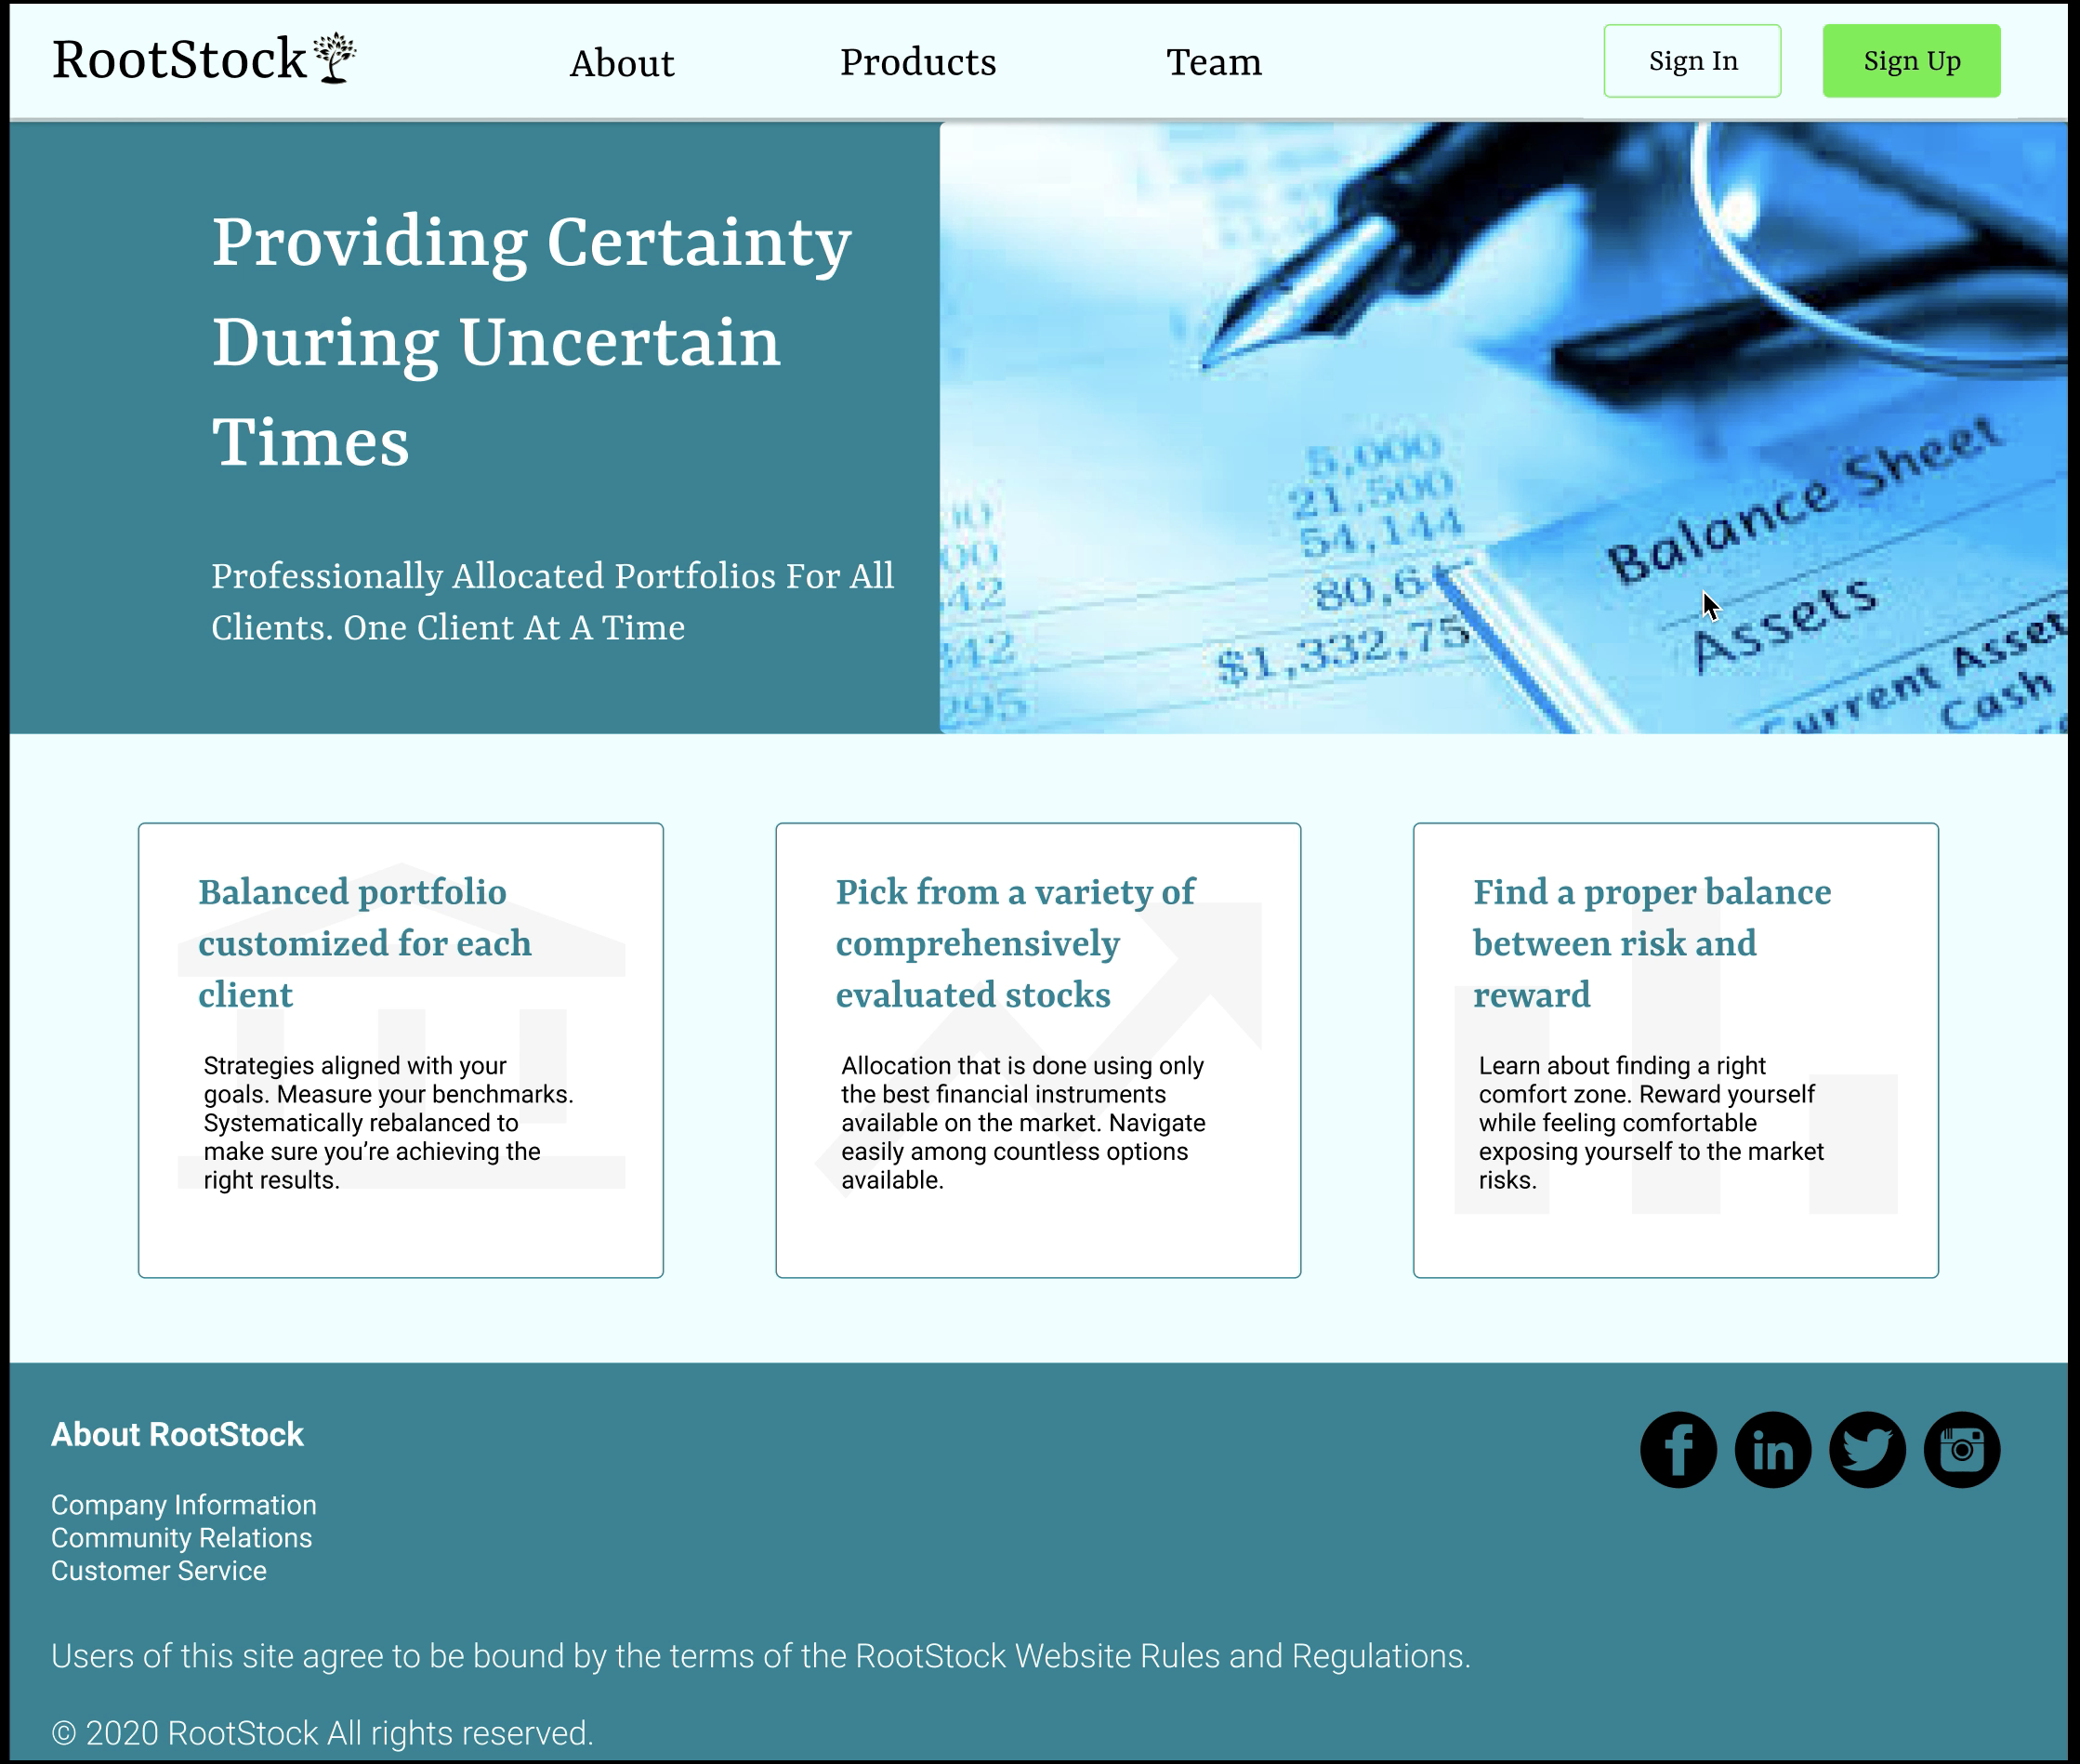 RootStock
About
Products
Team
Sign In
Sign Up
Providing Certainty
During Uncertain
Times
Professionally Allocated Portfolios For All
Clients. One Client At A Time
5,000
21,500
54,144
80,6
$1,332,75
295
Balance Sheet
Assets
Current Asset
Cash
Balanced portfolio
customized for each
client
Strategies aligned with your
goals. Measure your benchmarks.
Systematically rebalanced to
make sure you’re achieving the
right results.
Pick from a variety of
comprehensively
evaluated stocks
Allocation that is done using only
the best financial instruments
available on the market. Navigate
easily among countless options
available.
Find a proper balance
between risk and
reward
Learn about finding a right
comfort zone. Reward yourself
while feeling comfortable
exposing yourself to the market
risks.
About RootStock
Company Information
Community Relations
Customer Service
Users of this site agree to be bound by the terms of the RootStock Website Rules and Regulations.
© 2020 RootStock All rights reserved.